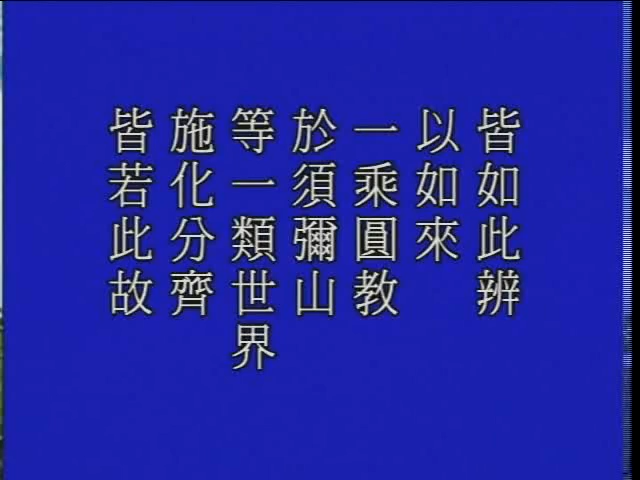 皆如此辨
以如來
一乘圓教
於須彌山
等一類世界
施化分齊
皆若此故